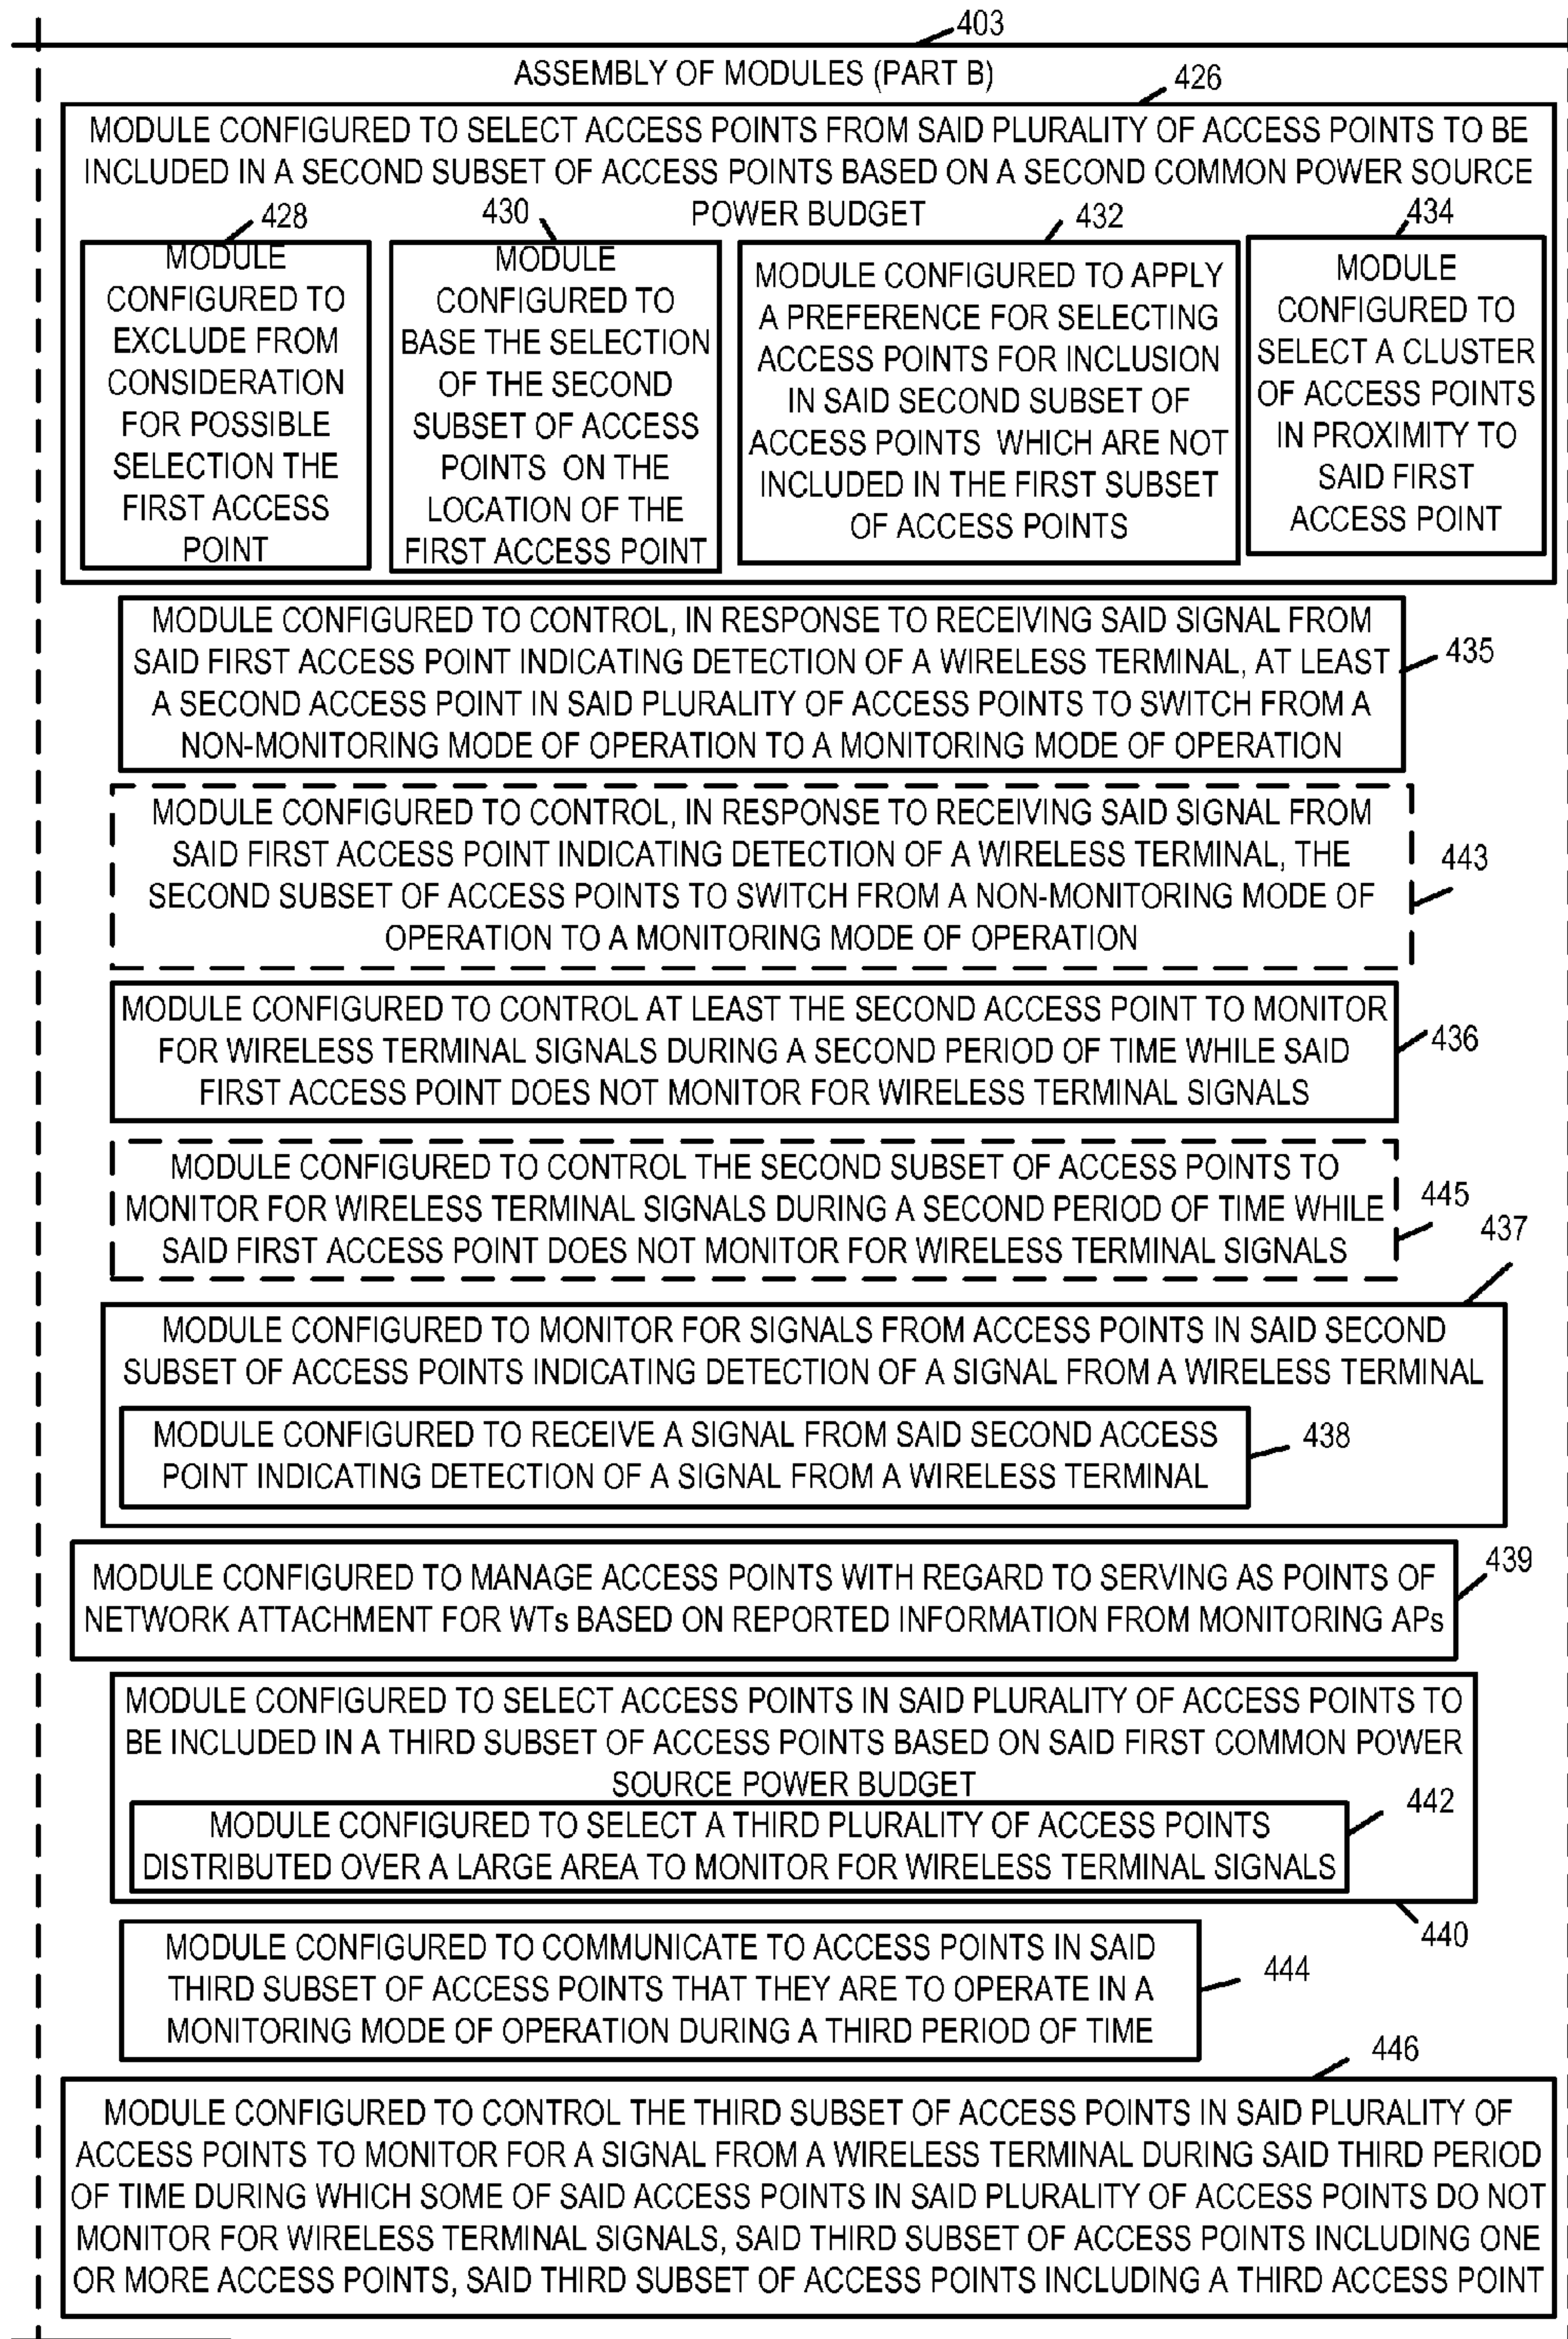 403
ASSEMBLY OF MODULES (PART B)
426
MODULE CONFIGURED TO SELECT ACCESS POINTS FROM SAID PLURALITY OF ACCESS POINTS TO BE
INCLUDED IN A SECOND SUBSET OF ACCESS POINTS BASED ON A SECOND COMMON POWER SOURCE
POWER BUDGET
428
MODULE
CONFIGURED TO
EXCLUDE FROM
CONSIDERATION
FOR POSSIBLE
SELECTION THE
FIRST ACCESS
POINT
430
MODULE
CONFIGURED TO
BASE THE SELECTION
OF THE SECOND
SUBSET OF ACCESS
POINTS ON THE
LOCATION OF THE
FIRST ACCESS POINT
432
MODULE CONFIGURED TO APPLY
A PREFERENCE FOR SELECTING
ACCESS POINTS FOR INCLUSION
IN SAID SECOND SUBSET OF
ACCESS POINTS WHICH ARE NOT
INCLUDED IN THE FIRST SUBSET
OF ACCESS POINTS
434
MODULE
CONFIGURED TO
SELECT A CLUSTER
OF ACCESS POINTS
IN PROXIMITY TO
SAID FIRST
ACCESS POINT
MODULE CONFIGURED TO CONTROL, IN RESPONSE TO RECEIVING SAID SIGNAL FROM
SAID FIRST ACCESS POINT INDICATING DETECTION OF A WIRELESS TERMINAL, AT LEAST
A SECOND ACCESS POINT IN SAID PLURALITY OF ACCESS POINTS TO SWITCH FROM A
NON-MONITORING MODE OF OPERATION TO A MONITORING MODE OF OPERATION
435
MODULE CONFIGURED TO CONTROL, IN RESPONSE TO RECEIVING SAID SIGNAL FROM
SAID FIRST ACCESS POINT INDICATING DETECTION OF A WIRELESS TERMINAL, THE
SECOND SUBSET OF ACCESS POINTS TO SWITCH FROM A NON-MONITORING MODE OF
OPERATION TO A MONITORING MODE OF OPERATION
443
MODULE CONFIGURED TO CONTROL AT LEAST THE SECOND ACCESS POINT TO MONITOR
FOR WIRELESS TERMINAL SIGNALS DURING A SECOND PERIOD OF TIME WHILE SAID
FIRST ACCESS POINT DOES NOT MONITOR FOR WIRELESS TERMINAL SIGNALS
436
MODULE CONFIGURED TO CONTROL THE SECOND SUBSET OF ACCESS POINTS TO
MONITOR FOR WIRELESS TERMINAL SIGNALS DURING A SECOND PERIOD OF TIME WHILE
SAID FIRST ACCESS POINT DOES NOT MONITOR FOR WIRELESS TERMINAL SIGNALS
445
437
MODULE CONFIGURED TO MONITOR FOR SIGNALS FROM ACCESS POINTS IN SAID SECOND
SUBSET OF ACCESS POINTS INDICATING DETECTION OF A SIGNAL FROM A WIRELESS TERMINAL
MODULE CONFIGURED TO RECEIVE A SIGNAL FROM SAID SECOND ACCESS
POINT INDICATING DETECTION OF A SIGNAL FROM A WIRELESS TERMINAL
438
MODULE CONFIGURED TO MANAGE ACCESS POINTS WITH REGARD TO SERVING AS POINTS OF
NETWORK ATTACHMENT FOR WTs BASED ON REPORTED INFORMATION FROM MONITORING APs
439
MODULE CONFIGURED TO SELECT ACCESS POINTS IN SAID PLURALITY OF ACCESS POINTS TO
BE INCLUDED IN A THIRD SUBSET OF ACCESS POINTS BASED ON SAID FIRST COMMON POWER
SOURCE POWER BUDGET
MODULE CONFIGURED TO SELECT A THIRD PLURALITY OF ACCESS POINTS
DISTRIBUTED OVER A LARGE AREA TO MONITOR FOR WIRELESS TERMINAL SIGNALS
442
440
MODULE CONFIGURED TO COMMUNICATE TO ACCESS POINTS IN SAID
THIRD SUBSET OF ACCESS POINTS THAT THEY ARE TO OPERATE IN A
MONITORING MODE OF OPERATION DURING A THIRD PERIOD OF TIME
444
446
MODULE CONFIGURED TO CONTROL THE THIRD SUBSET OF ACCESS POINTS IN SAID PLURALITY OF
ACCESS POINTS TO MONITOR FOR A SIGNAL FROM A WIRELESS TERMINAL DURING SAID THIRD PERIOD
OF TIME DURING WHICH SOME OF SAID ACCESS POINTS IN SAID PLURALITY OF ACCESS POINTS DO NOT
MONITOR FOR WIRELESS TERMINAL SIGNALS, SAID THIRD SUBSET OF ACCESS POINTS INCLUDING ONE
OR MORE ACCESS POINTS, SAID THIRD SUBSET OF ACCESS POINTS INCLUDING A THIRD ACCESS POINT